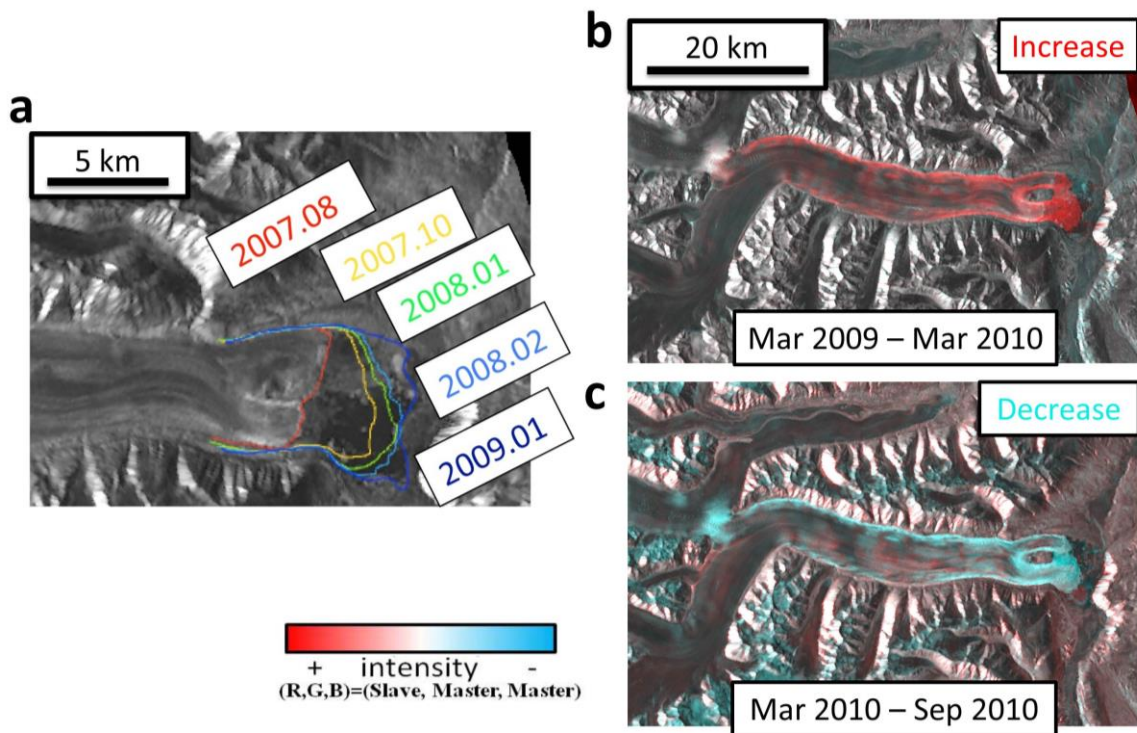 a
5 km
2007.08
2007.10
2008.01
2008.02
2009.01
+ intensity -
(R,G,B)=(Slave, Master, Master)
b
20 km
Increase
Mar 2009 – Mar 2010
c
Decrease
Mar 2010 – Sep 2010